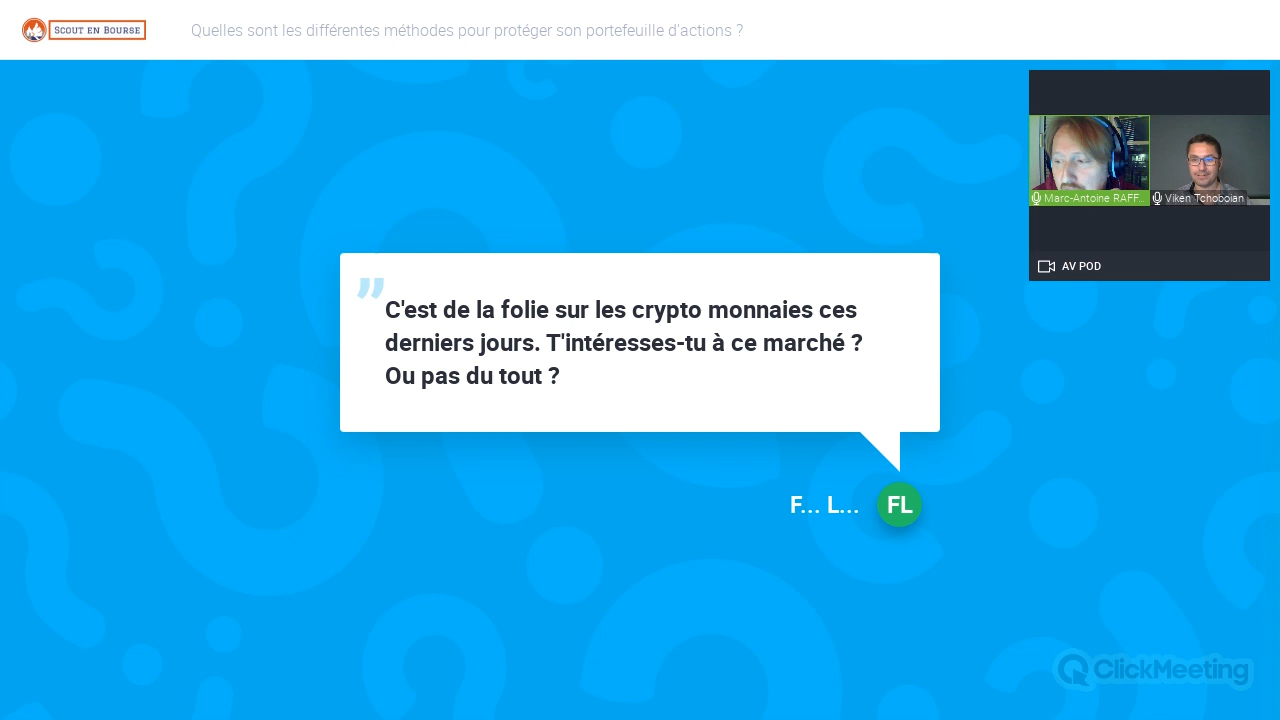 SCOUT EN BOURSE
Quelles sont les différentes méthodes pour protéger son portefeuille d'actions ?
Marc-Antoine RAFF...
Viken Tchoboian
AV POD
”
C'est de la folie sur les crypto monnaies ces
derniers jours. T'intéresses-tu à ce marché ?
Ou pas du tout ?
F... L...
FL
ClickMeeting